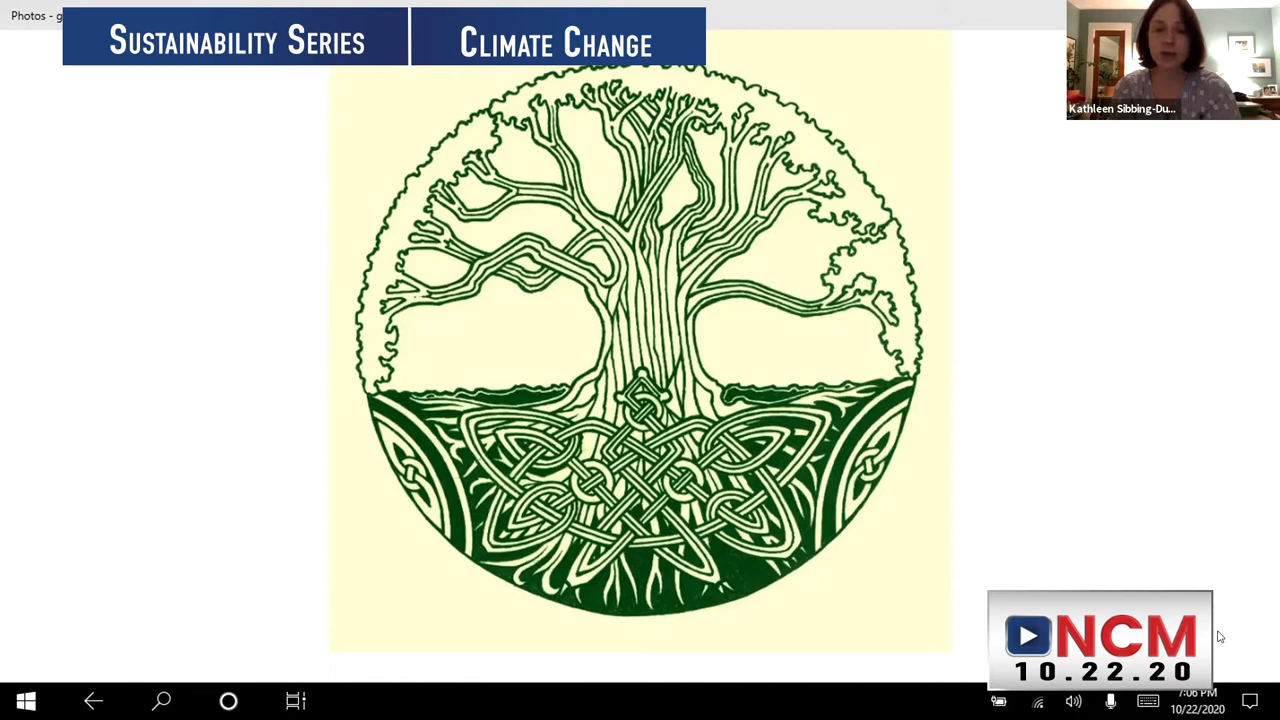 Photos - g
SUSTAINABILITY SERIES
CLIMATE CHANGE
Kathleen Sibbing-Du...
NCM
10.22.20
7:06 PM
10/22/2020